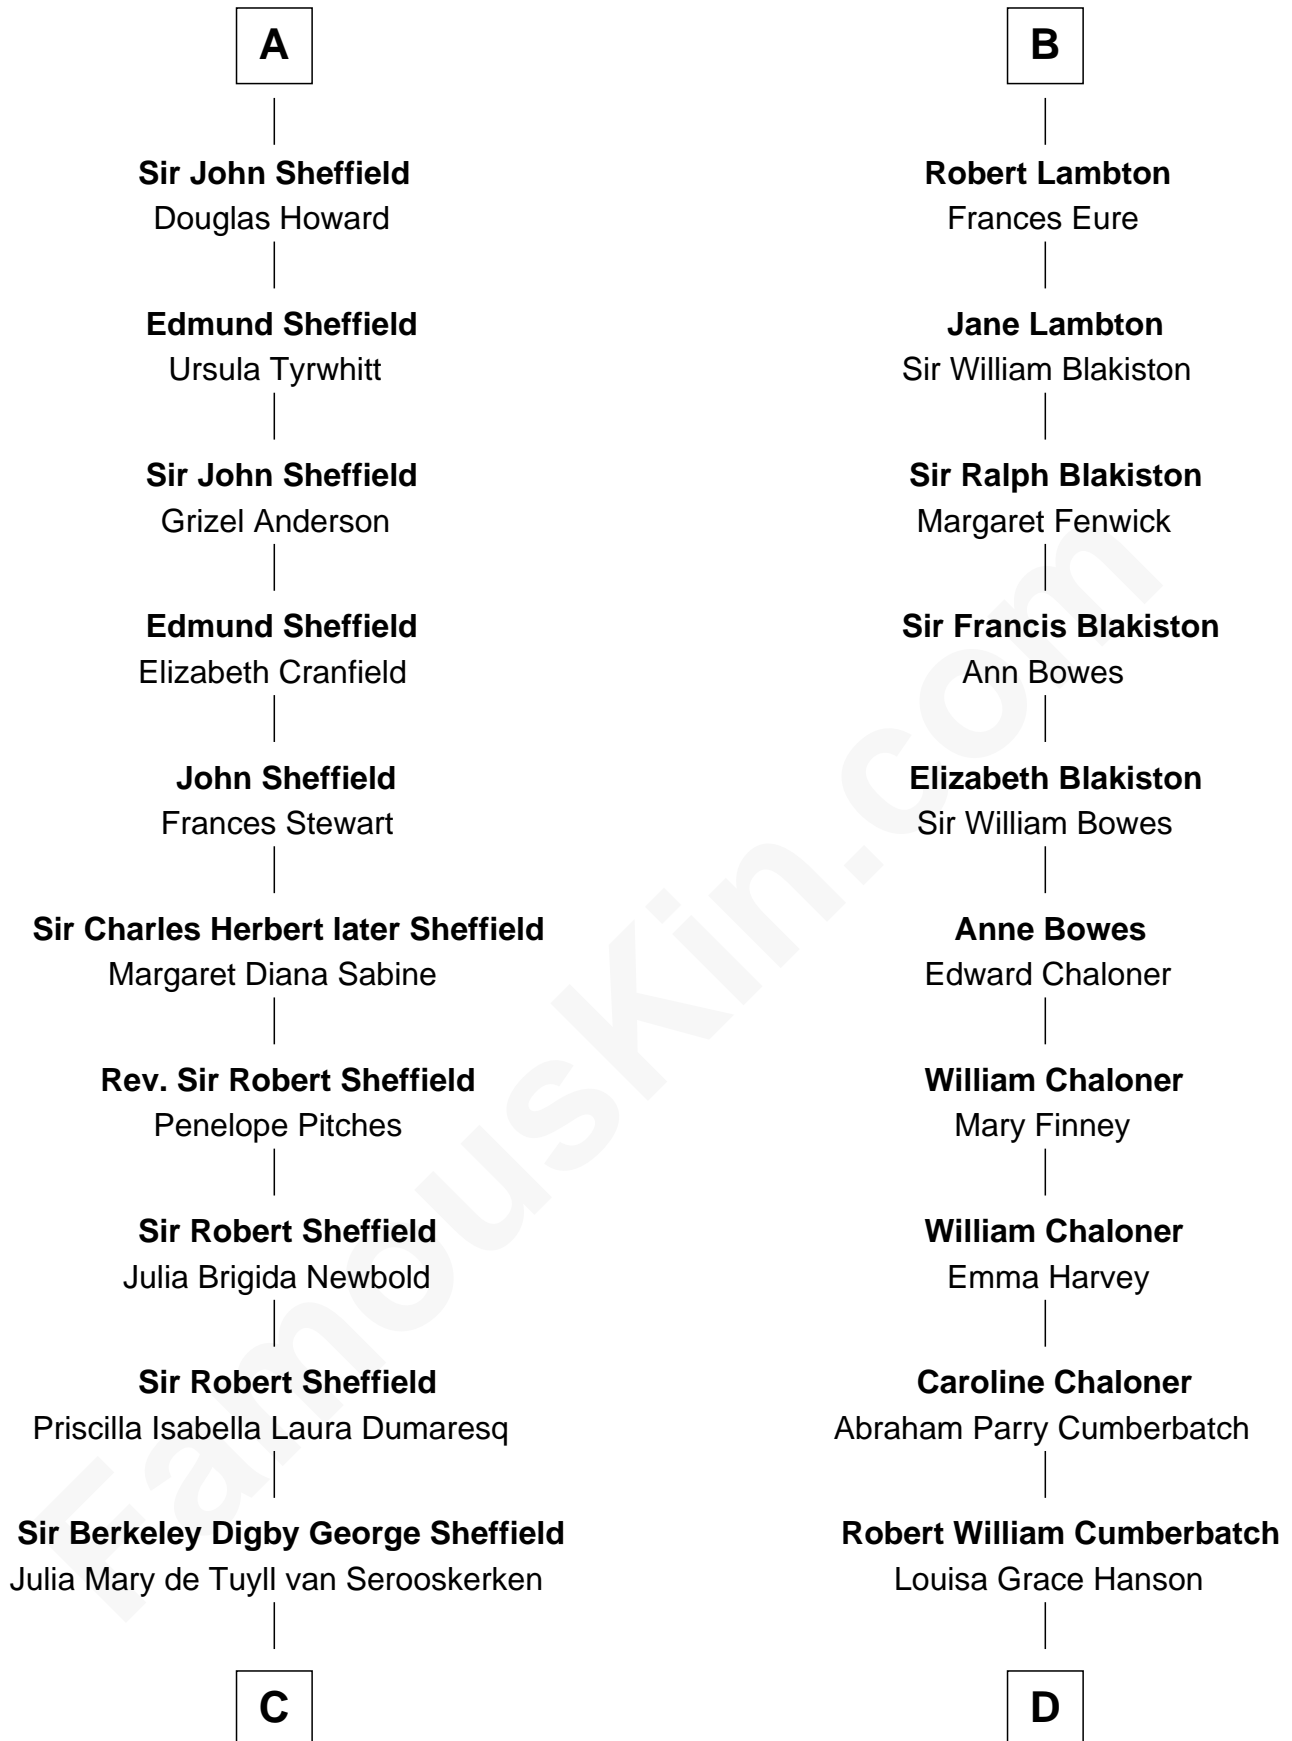 A
Sir John Sheffield
Douglas Howard
Edmund Sheffield
Ursula Tyrwhitt
Sir John Sheffield
Grizel Anderson
Edmund Sheffield
Elizabeth Cranfield
John Sheffield
Frances Stewart
Sir Charles Herbert later Sheffield
Margaret Diana Sabine
Rev. Sir Robert Sheffield
Penelope Pitches
Sir Robert Sheffield
Julia Brigida Newbold
Sir Robert Sheffield
Priscilla Isabella Laura Dumaresq
Sir Berkeley Digby George Sheffield
Julia Mary de Tuyll van Serooskerken
C
B
Robert Lambton
Frances Eure
Jane Lambton
Sir William Blakiston
Sir Ralph Blakiston
Margaret Fenwick
Sir Francis Blakiston
Ann Bowes
Elizabeth Blakiston
Sir William Bowes
Anne Bowes
Edward Chaloner
William Chaloner
Mary Finney
William Chaloner
Emma Harvey
Caroline Chaloner
Abraham Parry Cumberbatch
Robert William Cumberbatch
Louisa Grace Hanson
D
FamousKin.com